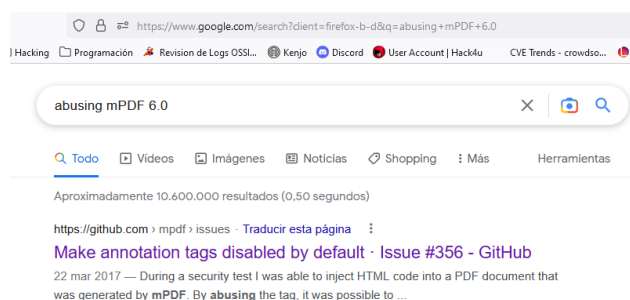 https://www.google.com/search?client=firefox-b-d&q=abusing+mPDF+6.0
Hacking Programación Revision de Logs OSSI... Kenjo Discord User Account | Hack4u CVE Trends - crowdso...
abusing mPDF 6.0
Todo Vídeos Imágenes Noticias Shopping Más Herramientas
Aproximadamente 10.600.000 resultados (0,50 segundos)
https://github.com › mpdf › issues · Traducir esta página
Make annotation tags disabled by default · Issue #356 - GitHub
22 mar 2017 — During a security test I was able to inject HTML code into a PDF document that
was generated by mPDF. By abusing the tag, it was possible to ...